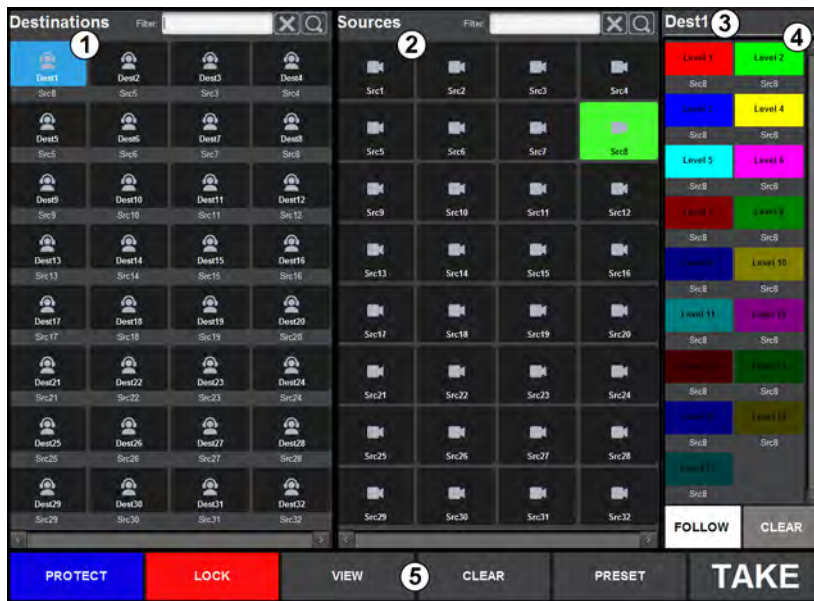 Destinations Filter: Sources Filter: Dest1
1 2 3 4
Dest1 Dest2 Dest3 Dest4
Src8 Src5 Src3 Src4
Src1 Src2 Src3 Src4
Level 1 Level 2
Src8 Src8
Dest5 Dest6 Dest7 Dest8
Src5 Src6 Src7 Src8
Src5 Src6 Src7 Src8
Level 4
Src8 Src8
Level 5 Level 6
Src8 Src8
Dest9 Dest10 Dest11 Dest12
Src9 Src10 Src11 Src12
Src9 Src10 Src11 Src12
Src8 Src8
Dest13 Dest14 Dest15 Dest16
Src13 Src14 Src15 Src16
Src13 Src14 Src15 Src16
Level 10
Src8 Src8
Dest17 Dest18 Dest19 Dest20
Src17 Src18 Src19 Src20
Src17 Src18 Src19 Src20
Level 11
Src8 Src8
Dest21 Dest22 Dest23 Dest24
Src21 Src22 Src23 Src24
Src21 Src22 Src23 Src24
Src8 Src8
Dest25 Dest26 Dest27 Dest28
Src25 Src26 Src27 Src28
Src25 Src26 Src27 Src28
Src8 Src8
Dest29 Dest30 Dest31 Dest32
Src29 Src30 Src31 Src32
Src29 Src30 Src31 Src32
Src8
FOLLOW CLEAR
PROTECT LOCK VIEW 5 CLEAR PRESET TAKE